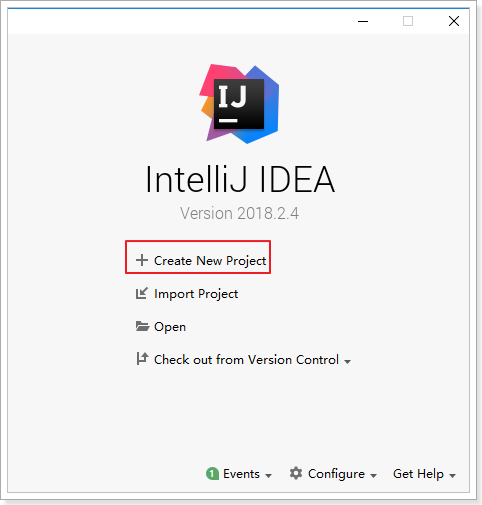 IJ
IntelliJ IDEA
Version 2018.2.4
Create New Project
Import Project
Open
Check out from Version Control
1 Events Configure Get Help